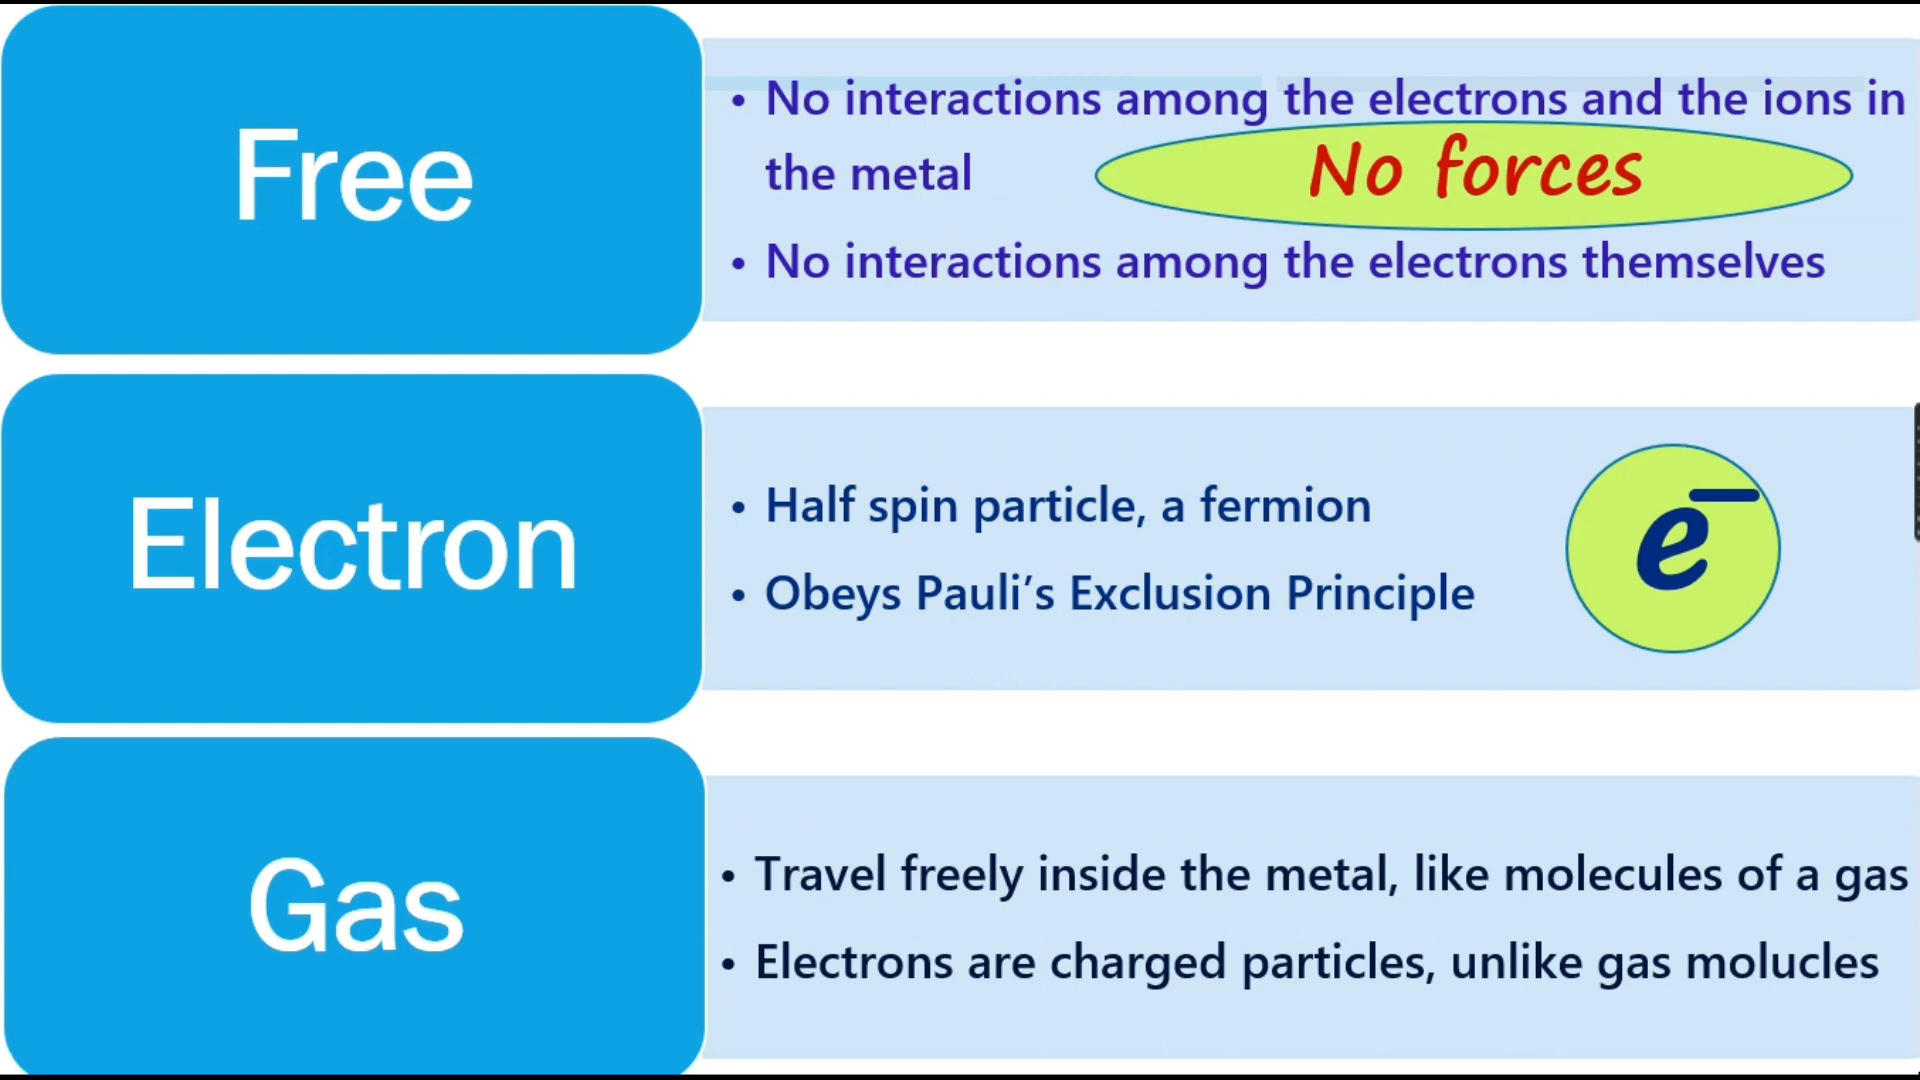 Free
• No interactions among the electrons and the ions in
the metal
No forces
• No interactions among the electrons themselves
Electron
• Half spin particle, a fermion
• Obeys Pauli’s Exclusion Principle
e⁻
Gas
• Travel freely inside the metal, like molecules of a gas
• Electrons are charged particles, unlike gas molucles